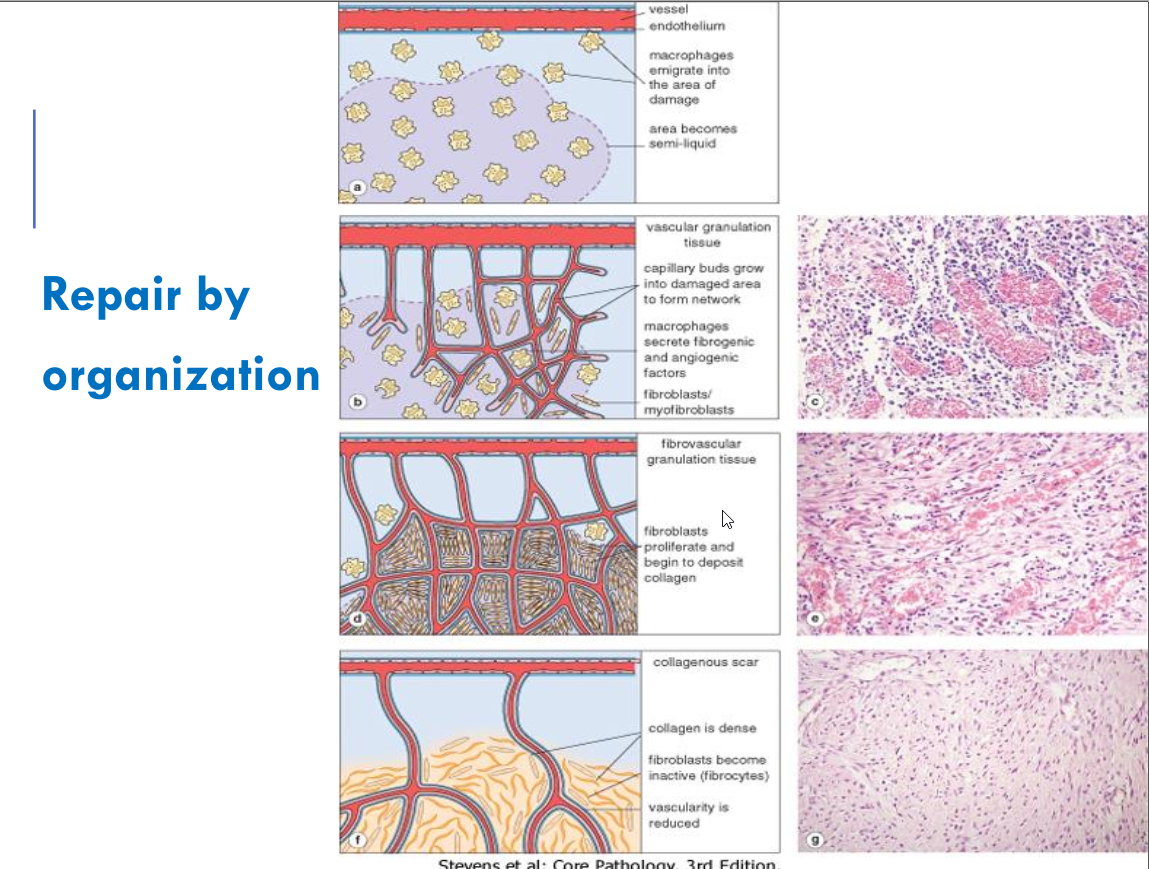 Repair by
organization
vessel
endothelium
macrophages
emigrate into
the area of
damage
area becomes
semi-liquid
a
vascular granulation
tissue
capillary buds grow
into damaged area
to form network
macrophages
secrete fibrogenic
and angiogenic
factors
fibroblasts/
myofibroblasts
b
c
fibrovascular
granulation tissue
fibroblasts
proliferate and
begin to deposit
collagen
d
e
collagenous scar
collagen is dense
fibroblasts become
inactive (fibrocytes)
vascularity is
reduced
f
g
Stevens et al: Core Pathology, 3rd Edition.